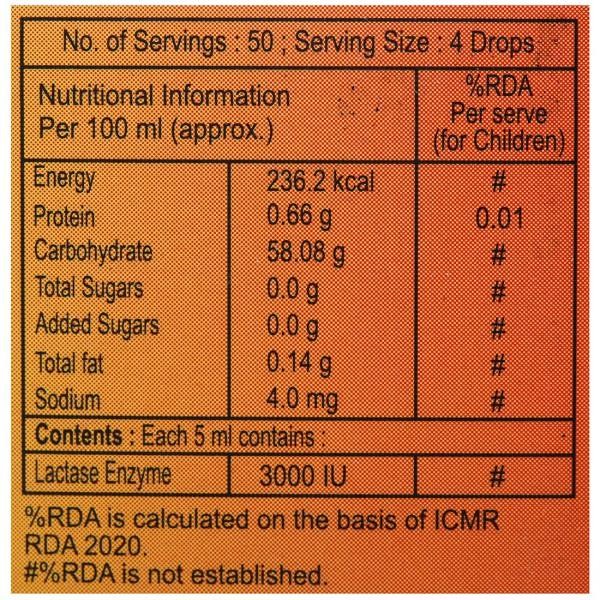 No. of Servings : 50 ; Serving Size : 4 Drops
Nutritional Information
Per 100 ml (approx.)
%RDA
Per serve
(for Children)
Energy 236.2 kcal #
Protein 0.66 g 0.01
Carbohydrate 58.08 g #
Total Sugars 0.0 g #
Added Sugars 0.0 g #
Total fat 0.14 g #
Sodium 4.0 mg #
Contents : Each 5 ml contains :
Lactase Enzyme 3000 IU #
%RDA is calculated on the basis of ICMR
RDA 2020.
#%RDA is not established.